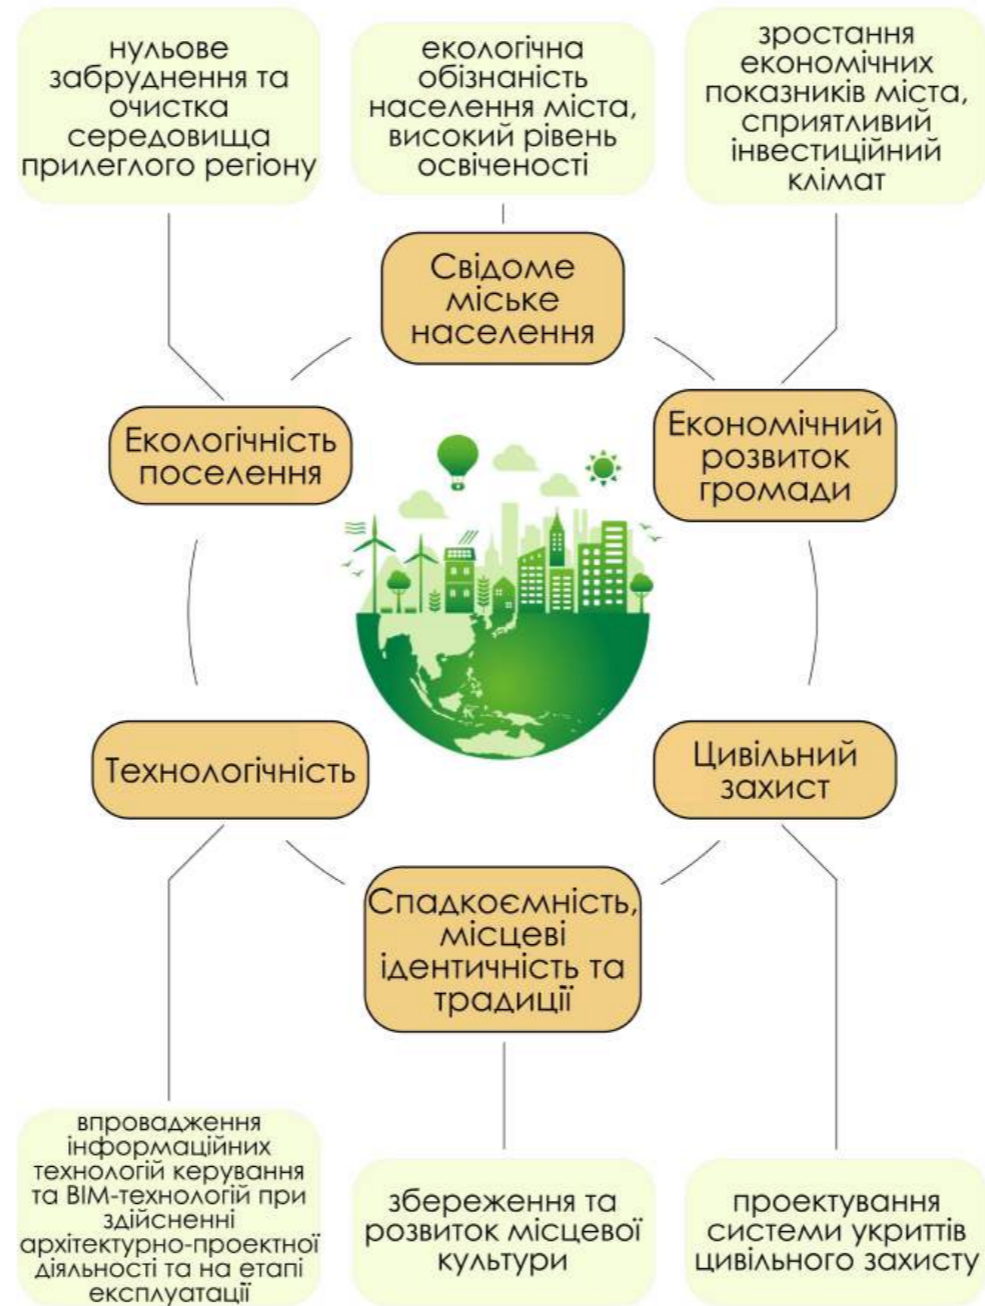 нульове
забруднення та
очистка
середовища
прилеглого регіону
екологічна
обізнаність
населення міста,
високий рівень
освіченості
зростання
економічних
показників міста,
сприятливий
інвестиційний
клімат
Свідоме
міське
населення
Екологічність
поселення
Економічний
розвиток
громади
Технологічність
Цивільний
захист
Спадкоємність,
місцеві
ідентичність та
традиції
впровадження
інформаційних
технологій керування
та BIM-технологій при
здійсненні
архітектурно-проектної
діяльності та на етапі
експлуатації
збереження та
розвиток місцевої
культури
проектування
системи укриттів
цивільного захисту